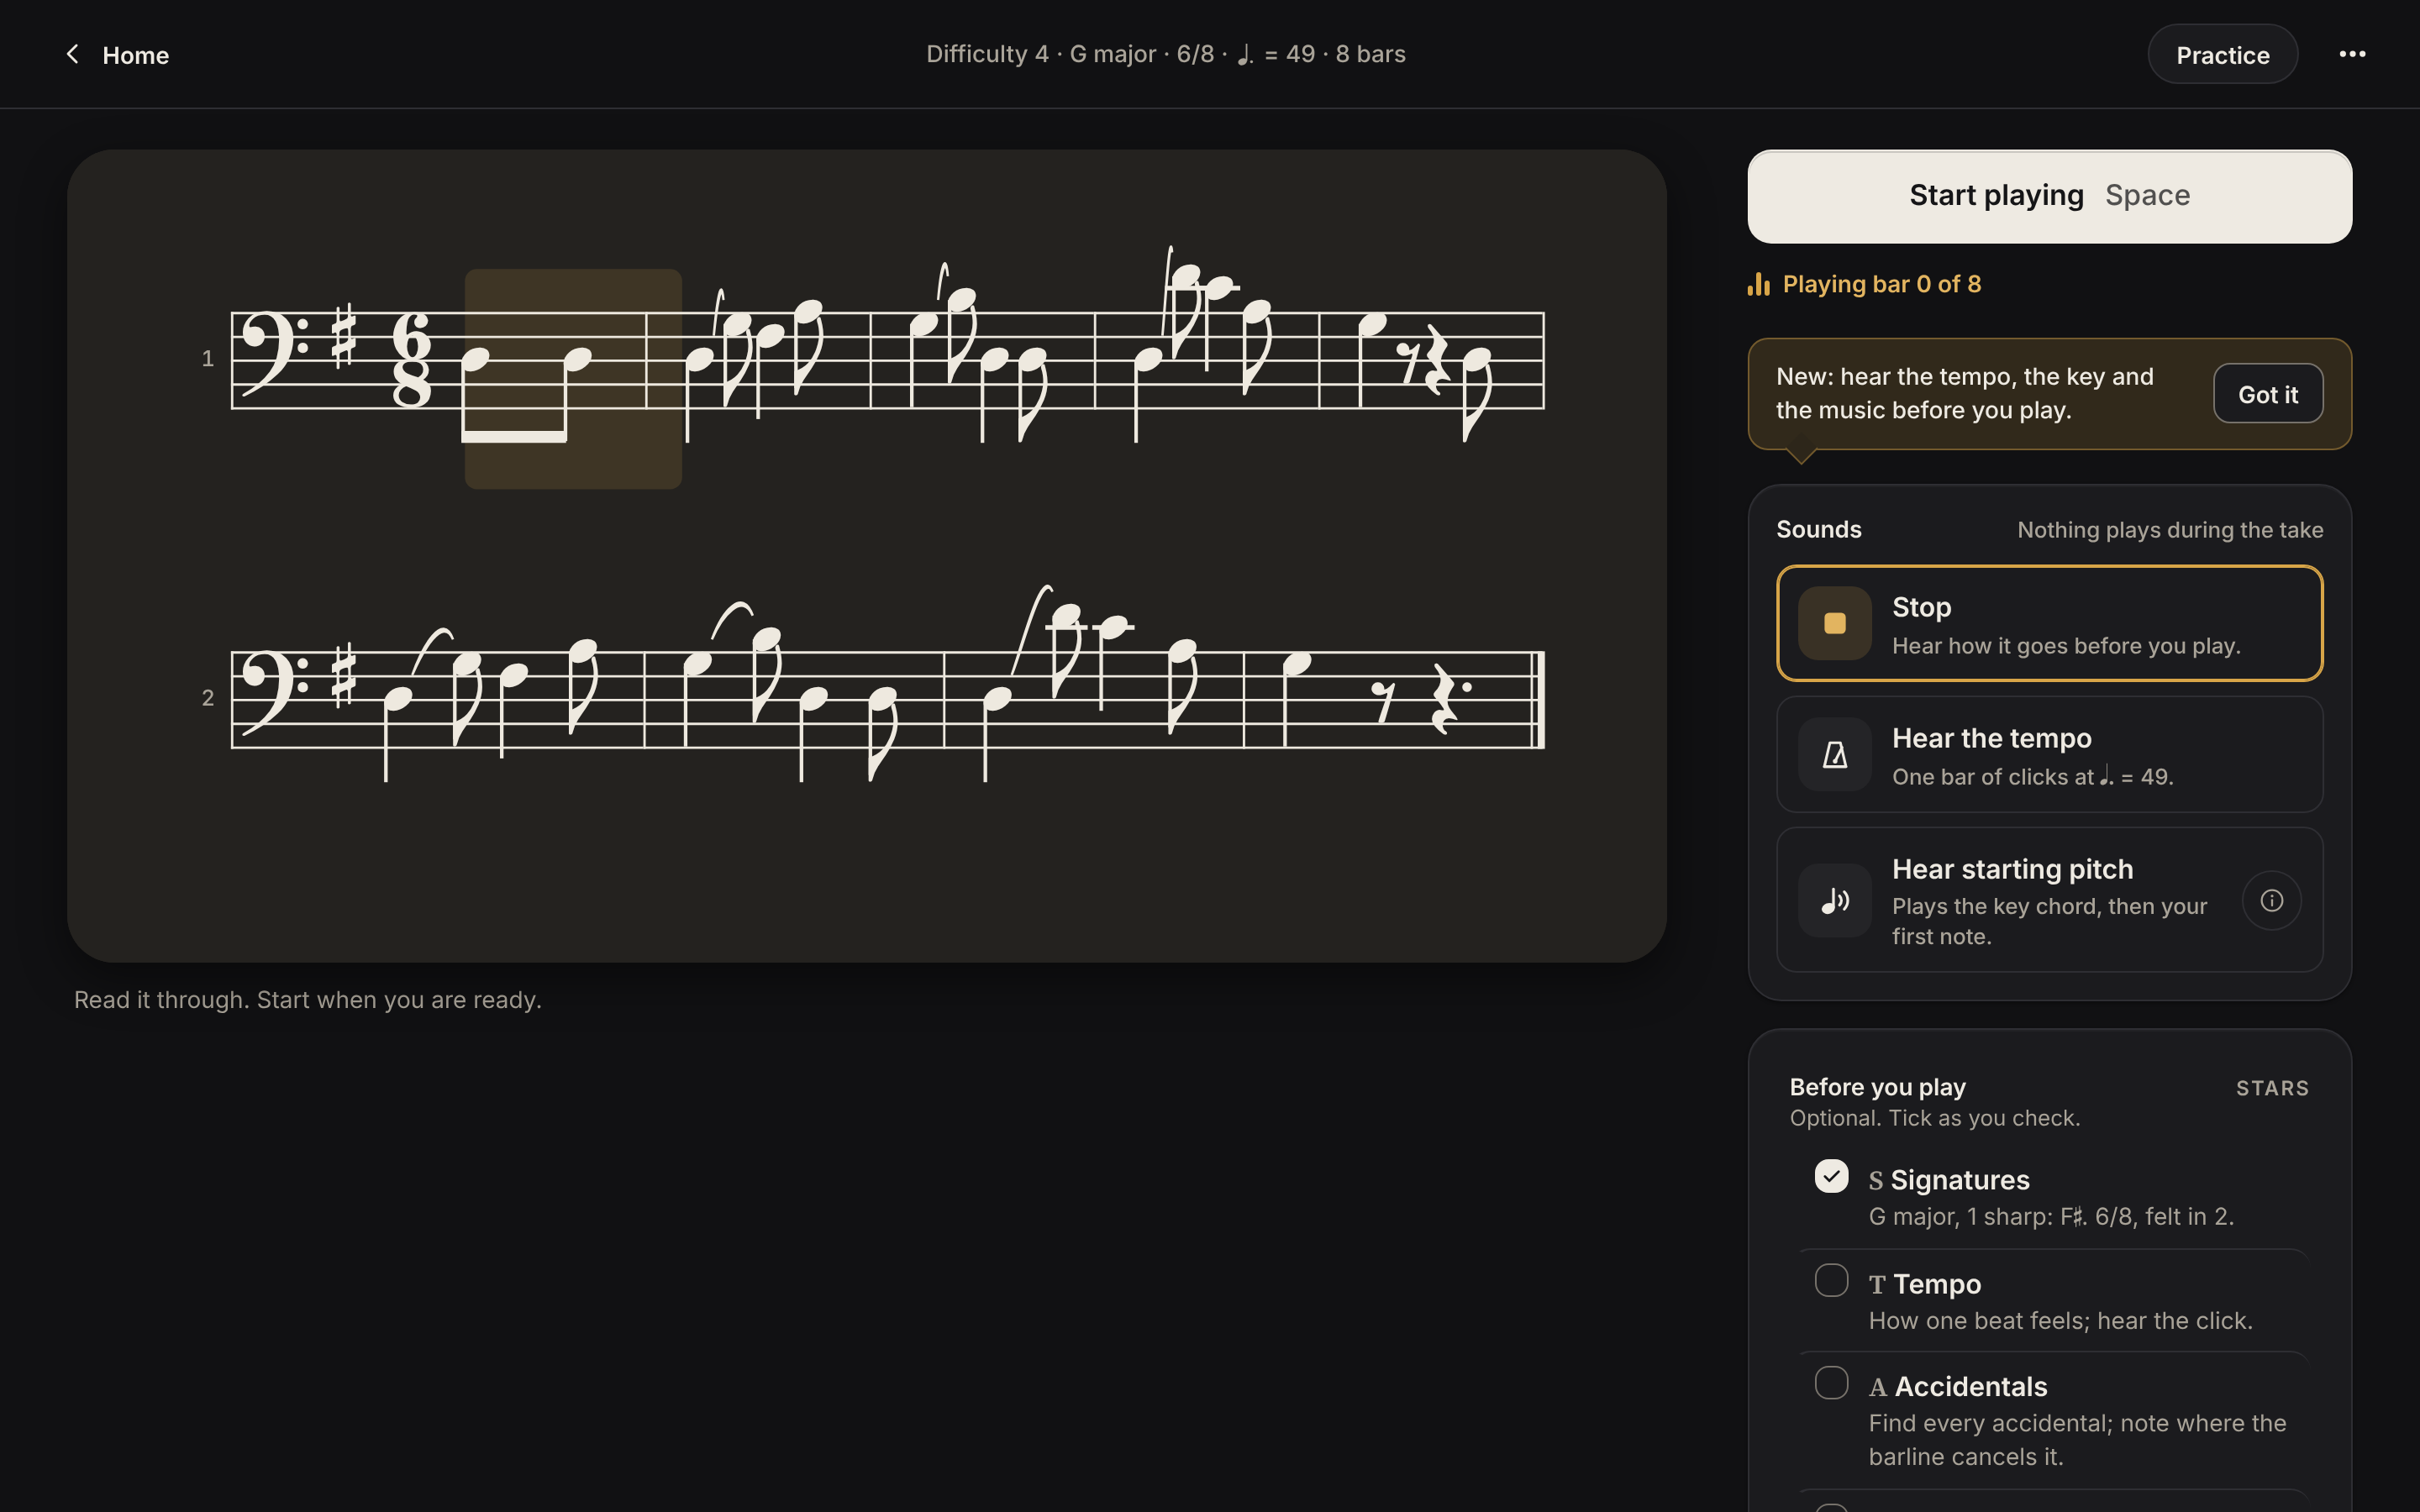 Home
Difficulty 4 · G major · 6/8 · ♩. = 49 · 8 bars
Practice
Start playing Space
Playing bar 0 of 8
New: hear the tempo, the key and
the music before you play.
Got it
Sounds
Nothing plays during the take
Stop
Hear how it goes before you play.
Hear the tempo
One bar of clicks at ♩. = 49.
Hear starting pitch
Plays the key chord, then your
first note.
1
6
8
2
Read it through. Start when you are ready.
Before you play
STARS
Optional. Tick as you check.
S Signatures
G major, 1 sharp: F♯. 6/8, felt in 2.
T Tempo
How one beat feels; hear the click.
A Accidentals
Find every accidental; note where the
barline cancels it.